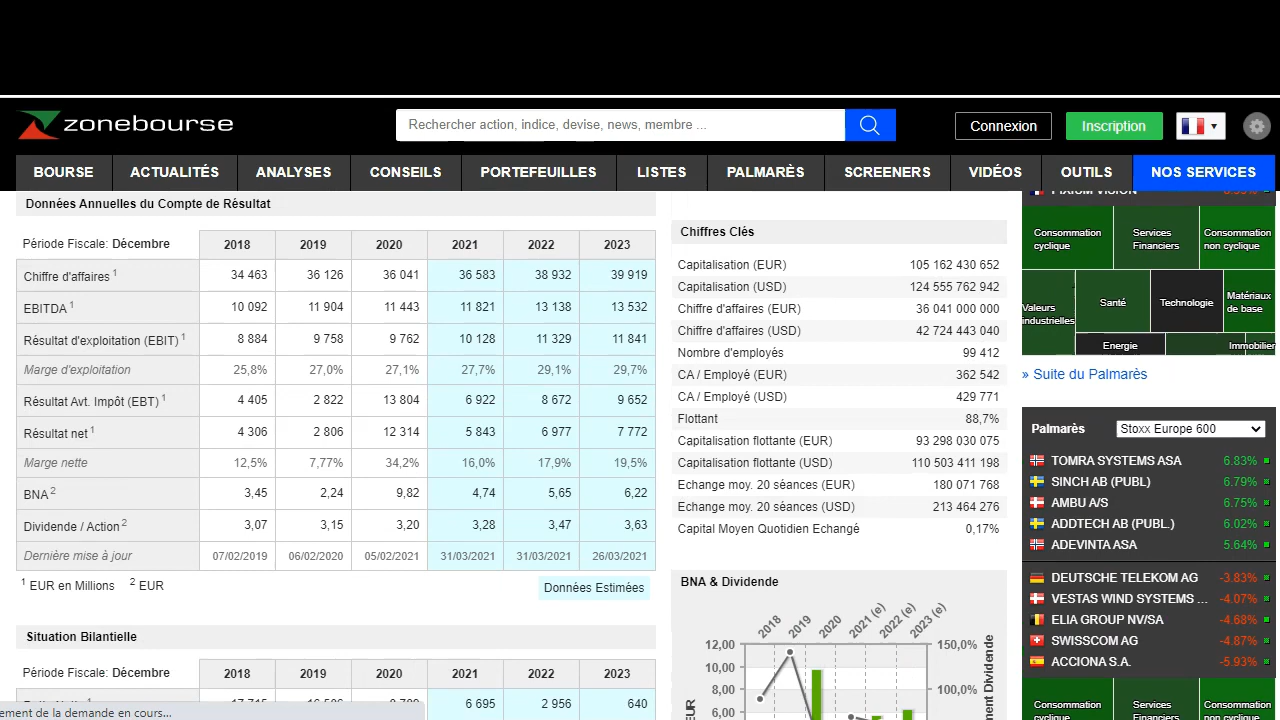 zonebourse
Rechercher action, indice, devise, news, membre ...
Connexion
Inscription
BOURSE ACTUALITÉS ANALYSES CONSEILS PORTEFEUILLES LISTES PALMARÈS SCREENERS VIDÉOS OUTILS NOS SERVICES
Données Annuelles du Compte de Résultat
Période Fiscale: Décembre 2018 2019 2020 2021 2022 2023
Chiffre d'affaires 1 34 463 36 126 36 041 36 583 38 932 39 919
EBITDA 1 10 092 11 904 11 443 11 821 13 138 13 532
Résultat d'exploitation (EBIT) 1 8 884 9 758 9 762 10 128 11 329 11 841
Marge d'exploitation 25,8% 27,0% 27,1% 27,7% 29,1% 29,7%
Résultat Avt. Impôt (EBT) 1 4 405 2 822 13 804 6 922 8 672 9 652
Résultat net 1 4 306 2 806 12 314 5 843 6 977 7 772
Marge nette 12,5% 7,77% 34,2% 16,0% 17,9% 19,5%
BNA 2 3,45 2,24 9,82 4,74 5,65 6,22
Dividende / Action 2 3,07 3,15 3,20 3,28 3,47 3,63
Dernière mise à jour 07/02/2019 06/02/2019 05/02/2021 31/03/2021 31/03/2021 26/03/2021
1 EUR en Millions 2 EUR
Données Estimées
Situation Bilantielle
Période Fiscale: Décembre 2018 2019 2020 2021 2022 2023
6 695 2 956 640
ement de la demande en cours...
Chiffres Clés
Capitalisation (EUR) 105 162 430 652
Capitalisation (USD) 124 555 762 942
Chiffre d'affaires (EUR) 36 041 000 000
Chiffre d'affaires (USD) 42 724 443 040
Nombre d'employés 99 412
CA / Employé (EUR) 362 542
CA / Employé (USD) 429 771
Flottant 88,7%
Capitalisation flottante (EUR) 93 298 030 075
Capitalisation flottante (USD) 110 503 411 198
Echange moy. 20 séances (EUR) 180 071 768
Echange moy. 20 séances (USD) 213 464 276
Capital Moyen Quotidien Echangé 0,17%
BNA & Dividende
2018 2019 2020 2021 (e) 2022 (e) 2023 (e)
12,00 150,0%
10,00
8,00 100,0%
6,00
EUR
ment Dividende
PIXIUM VISION
Consommation
cyclique
Services
Financiers
Consommation
non cyclique
Valeurs
industrielles
Santé
Technologie
Matériaux
de base
Energie
Immobilier
» Suite du Palmarès
Palmarès Stoxx Europe 600
TOMRA SYSTEMS ASA 6.83%
SINCH AB (PUBL) 6.79%
AMBU A/S 6.75%
ADDTECH AB (PUBL.) 6.02%
ADEVINTA ASA 5.64%
DEUTSCHE TELEKOM AG -3.83%
VESTAS WIND SYSTEMS ... -4.07%
ELIA GROUP NV/SA -4.68%
SWISSCOM AG -4.87%
ACCIONA S.A. -5.93%
Consommation
cyclique
Services
Financiers
Consommation
non cyclique